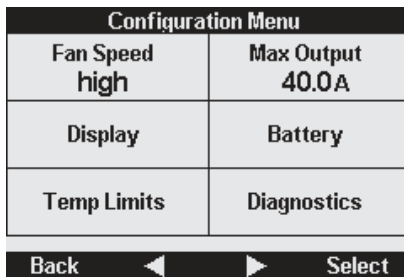 Configuration Menu
Fan Speed Max Output
high 40.0A
Display Battery
Temp Limits Diagnostics
Back Select